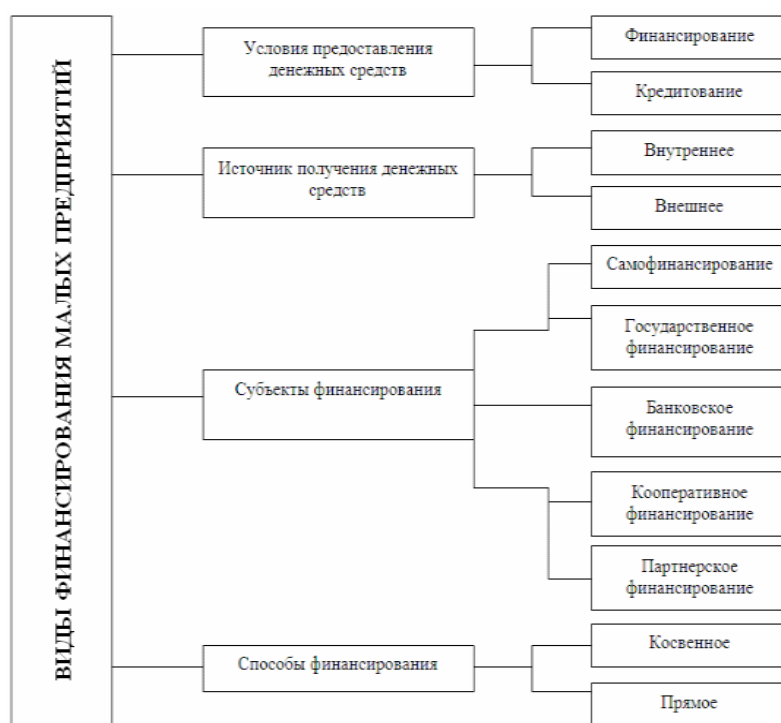 ВИДЫ ФИНАНСИРОВАНИЯ МАЛЫХ ПРЕДПРИЯТИЙ
Условия предоставления
денежных средств
Финансирование
Кредитование
Источник получения денежных
средств
Внутреннее
Внешнее
Субъекты финансирования
Самофинансирование
Государственное
финансирование
Банковское
финансирование
Кооперативное
финансирование
Партнерское
финансирование
Способы финансирования
Косвенное
Прямое